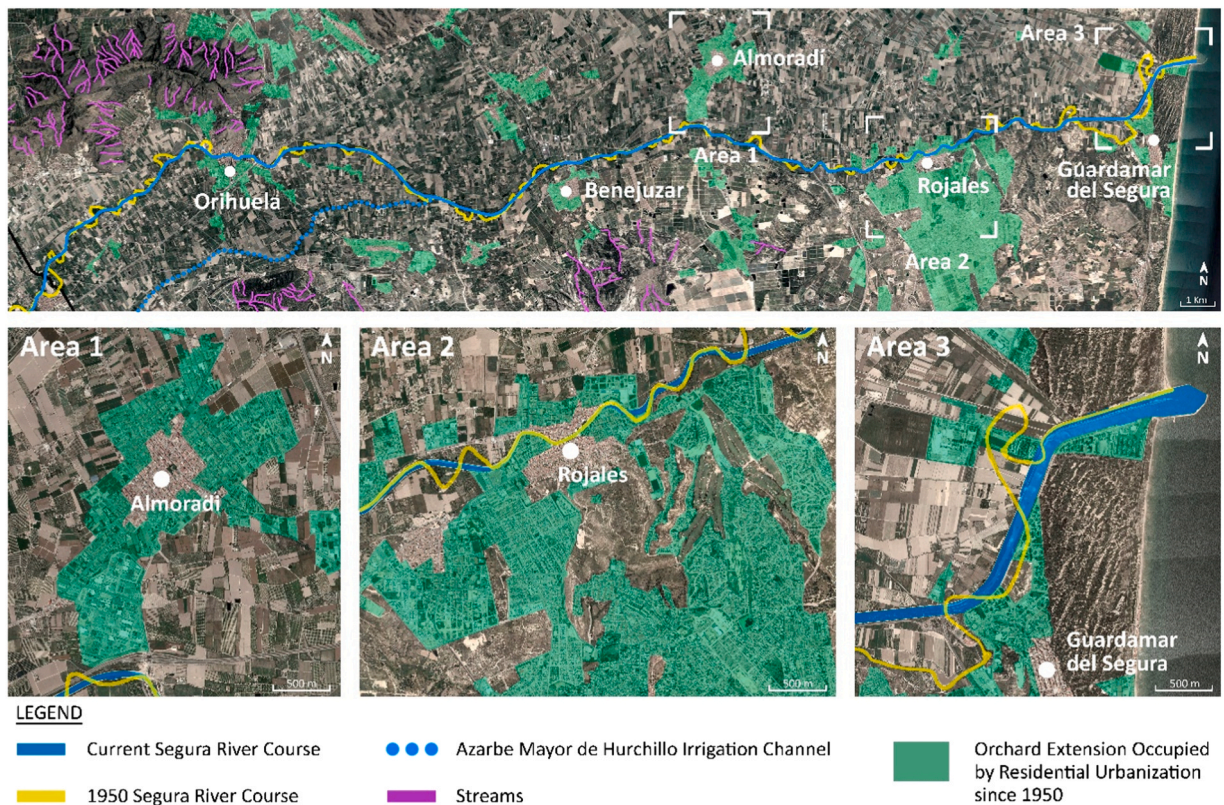 Area 3
Almoradi
Area 1
Orihuela
Benejuzar
Rojales
Guardamar
del Segura
Area 2
N
1 Km
Area 1
N
Almoradi
500 m
Area 2
N
Rojales
500 m
Area 3
N
Guardamar
del Segura
500 m
LEGEND
Current Segura River Course
Azarbe Mayor de Hurchillo Irrigation Channel
Orchard Extension Occupied
by Residential Urbanization
since 1950
1950 Segura River Course
Streams